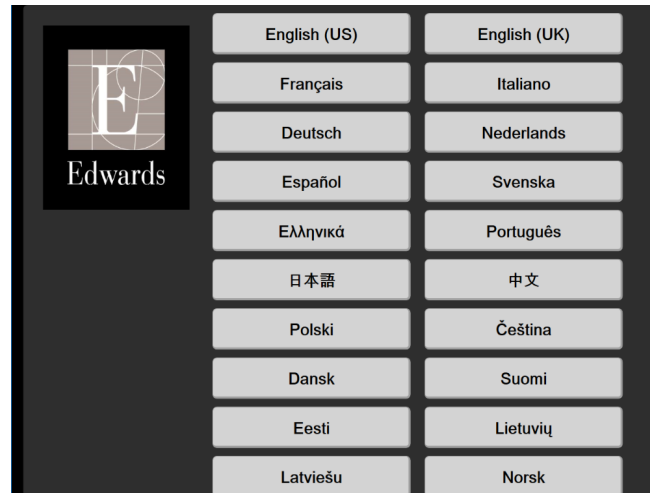 E
Edwards
English (US)
English (UK)
Français
Italiano
Deutsch
Nederlands
Español
Svenska
Ελληνικά
Português
日本語
中文
Polski
Čeština
Dansk
Suomi
Eesti
Lietuvių
Latviešu
Norsk